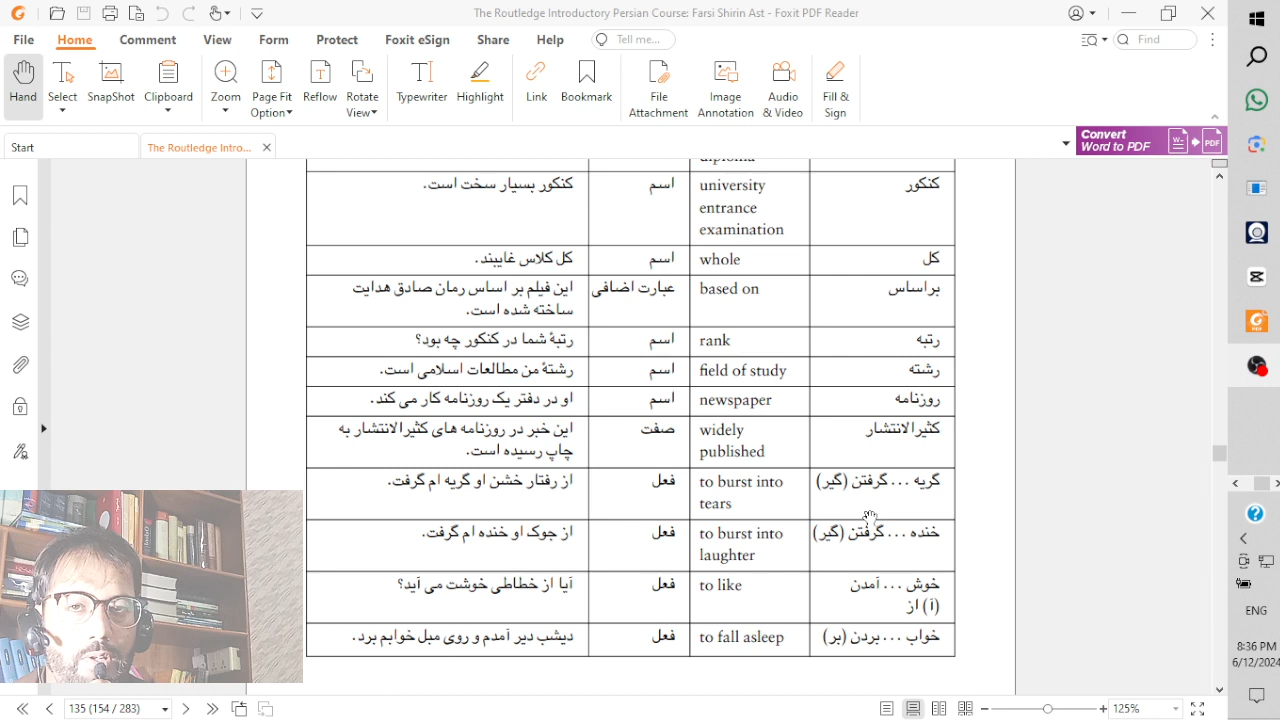 The Routledge Introductory Persian Course: Farsi Shirin Ast - Foxit PDF Reader
File Home Comment View Form Protect Foxit eSign Share Help Tell me... Find
Hand Select SnapShot Clipboard Zoom Page Fit Option Reflow Rotate View Typewriter Highlight Link Bookmark File Attachment Image Annotation Audio & Video Fill & Sign
Start The Routledge Intro... Convert Word to PDF
diploma
کنکور university entrance examination اسم کنکور بسیار سخت است.
کل whole اسم کل کلاس غایبند.
براساس based on عبارت اضافی این فیلم بر اساس رمان صادق هدایت ساخته شده است.
رتبه rank اسم رتبهٔ شما در کنکور چه بود؟
رشته field of study اسم رشتهٔ من مطالعات اسلامی است.
روزنامه newspaper اسم او در دفتر یک روزنامه کار می کند.
کثیرالانتشار widely published صفت این خبر در روزنامه های کثیرالانتشار به چاپ رسیده است.
گریه ... گرفتن (گیر) to burst into tears فعل از رفتار خشن او گریه ام گرفت.
خنده ... گرفتن (گیر) to burst into laughter فعل از جوک او خنده ام گرفت.
خوش ... آمدن (آ) از to like فعل آیا از خطاطی خوشت می آید؟
خواب ... بردن (بر) to fall asleep فعل دیشب دیر آمدم و روی مبل خوابم برد.
135 (154 / 283) 125%
ENG
8:36 PM
6/12/2024